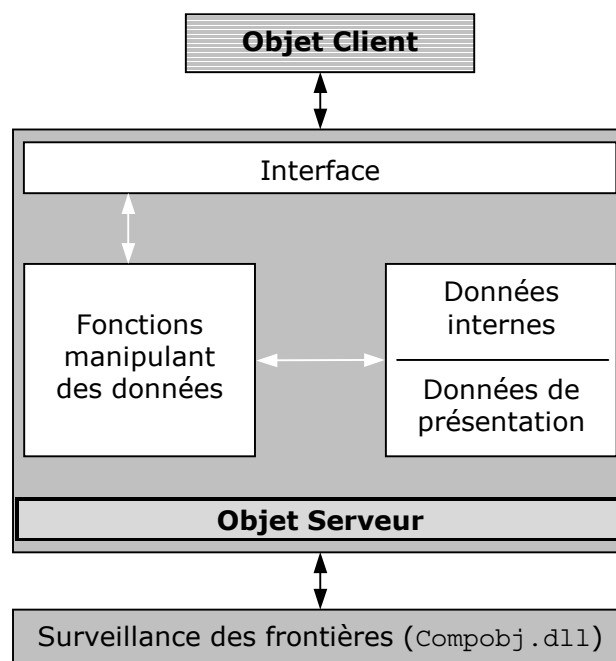 Objet Client
Interface
Fonctions
manipulant
des données
Données
internes
Données de
présentation
Objet Serveur
Surveillance des frontières (Compobj.dll)